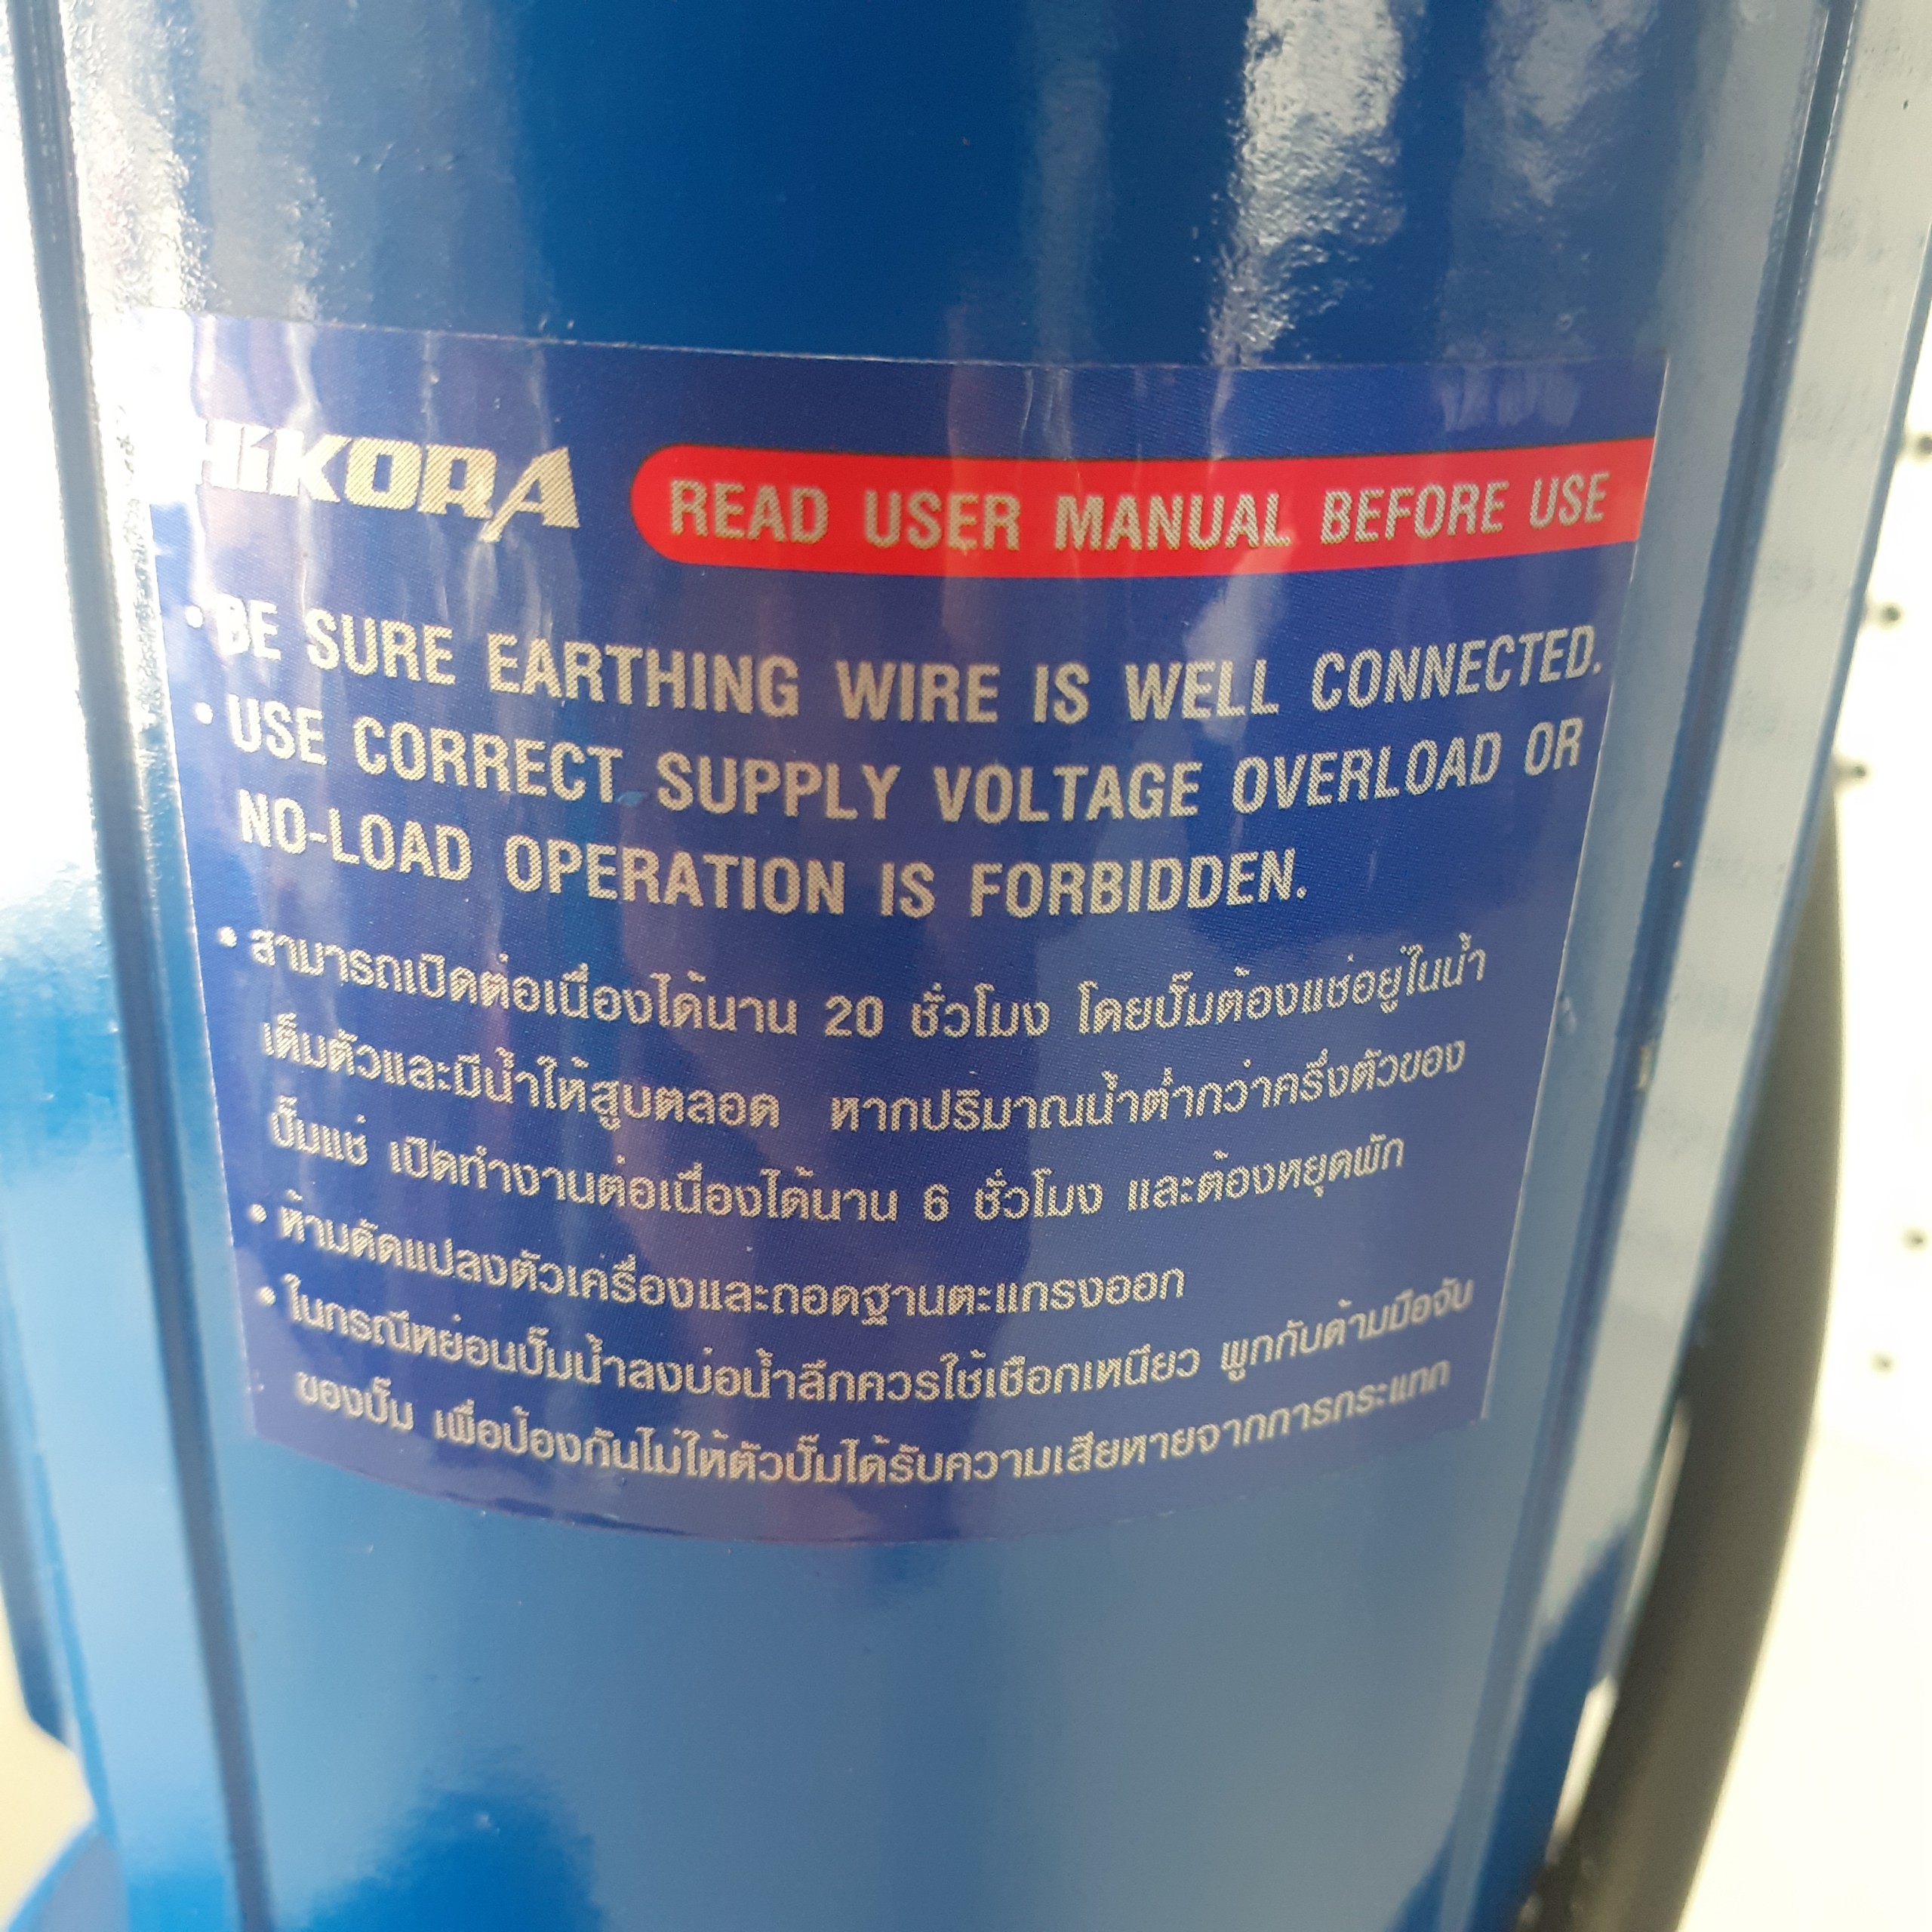 HiKORA
READ USER MANUAL BEFORE USE
• BE SURE EARTHING WIRE IS WELL CONNECTED.
• USE CORRECT SUPPLY VOLTAGE OVERLOAD OR
NO-LOAD OPERATION IS FORBIDDEN.
• สามารถเปิดต่อเนื่องได้นาน 20 ชั่วโมง โดยปั๊มต้องแช่อยู่ในน้ำ
เต็มตัวและมีน้ำให้สูบตลอด หากปริมาณน้ำต่ำกว่าครึ่งตัวของ
ปั๊มแช่ เปิดทำงานต่อเนื่องได้นาน 6 ชั่วโมง และต้องหยุดพัก
• ห้ามดัดแปลงตัวเครื่องและถอดฐานตะแกรงออก
• ในกรณีหย่อนปั๊มน้ำลงบ่อน้ำลึกควรใช้เชือกเหนียว ผูกกับด้ามมือจับ
ของปั๊ม เพื่อป้องกันไม่ให้ตัวปั๊มได้รับความเสียหายจากการกระแทก